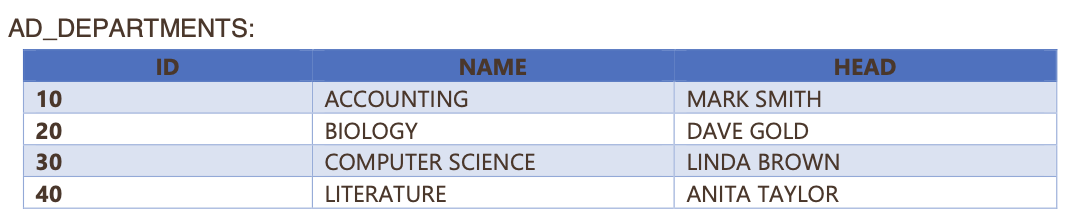 AD_DEPARTMENTS:
ID NAME HEAD
10 ACCOUNTING MARK SMITH
20 BIOLOGY DAVE GOLD
30 COMPUTER SCIENCE LINDA BROWN
40 LITERATURE ANITA TAYLOR